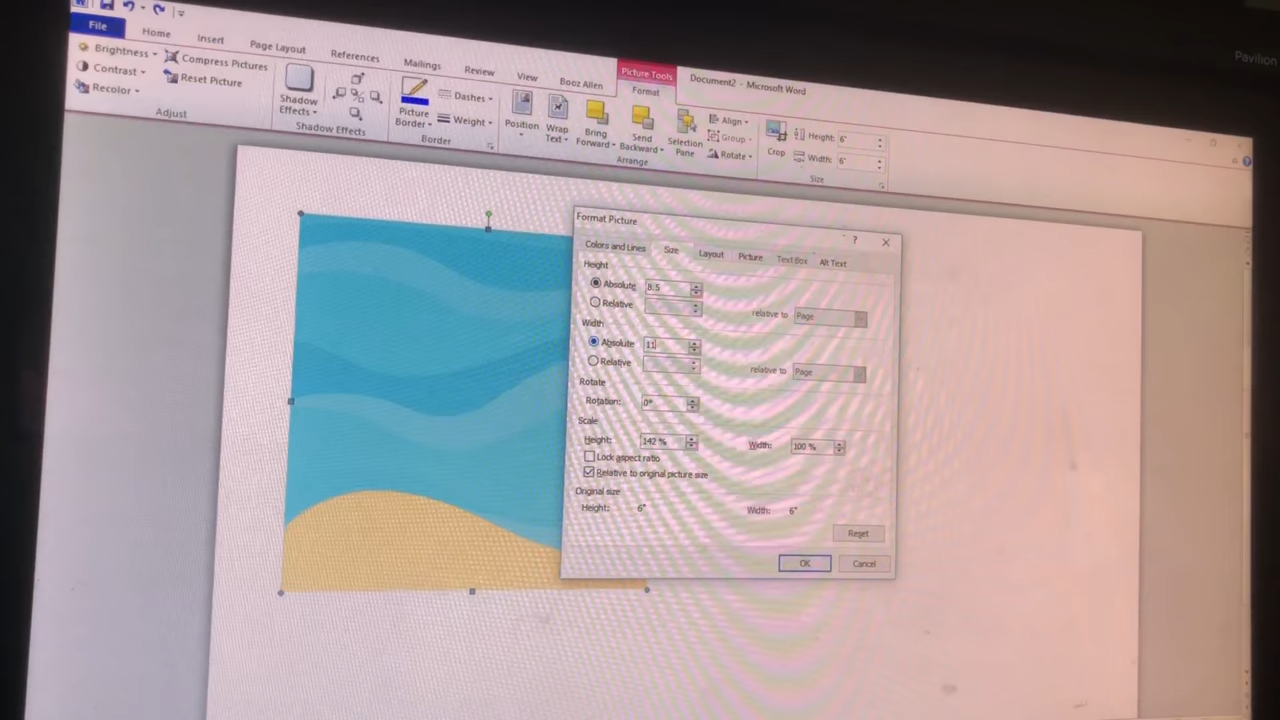 Pavilion
Document2 - Microsoft Word
Picture Tools
File Home Insert Page Layout References Mailings Review View Booz Allen Format
Brightness
Contrast
Recolor
Compress Pictures
Reset Picture
Adjust
Shadow
Effects
Shadow Effects
Picture
Border
Dashes
Weight
Border
Position
Wrap
Text
Bring
Forward
Send
Backward
Selection
Pane
Align
Group
Rotate
Arrange
Crop
Height: 6"
Width: 6"
Size
Format Picture
? 
Colors and Lines Size Layout Picture Text Box Alt Text
Height
Absolute 8.5
Relative relative to Page
Width
Absolute 11
Relative relative to Page
Rotate
Rotation: 0°
Scale
Height: 142 % Width: 100 %
Lock aspect ratio
Relative to original picture size
Original size
Height: 6" Width: 6"
Reset
OK Cancel